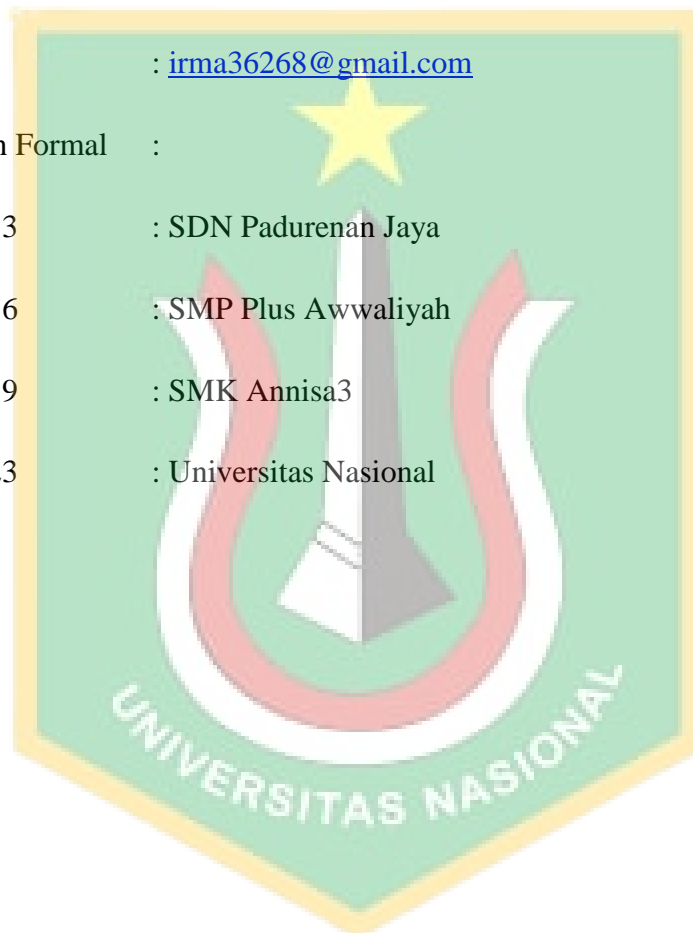 : irma36268@gmail.com
n Formal :
3 : SDN Padurenan Jaya
6 : SMP Plus Awwaliyah
9 : SMK Annisa3
3 : Universitas Nasional
UNIVERSITAS NASIONAL